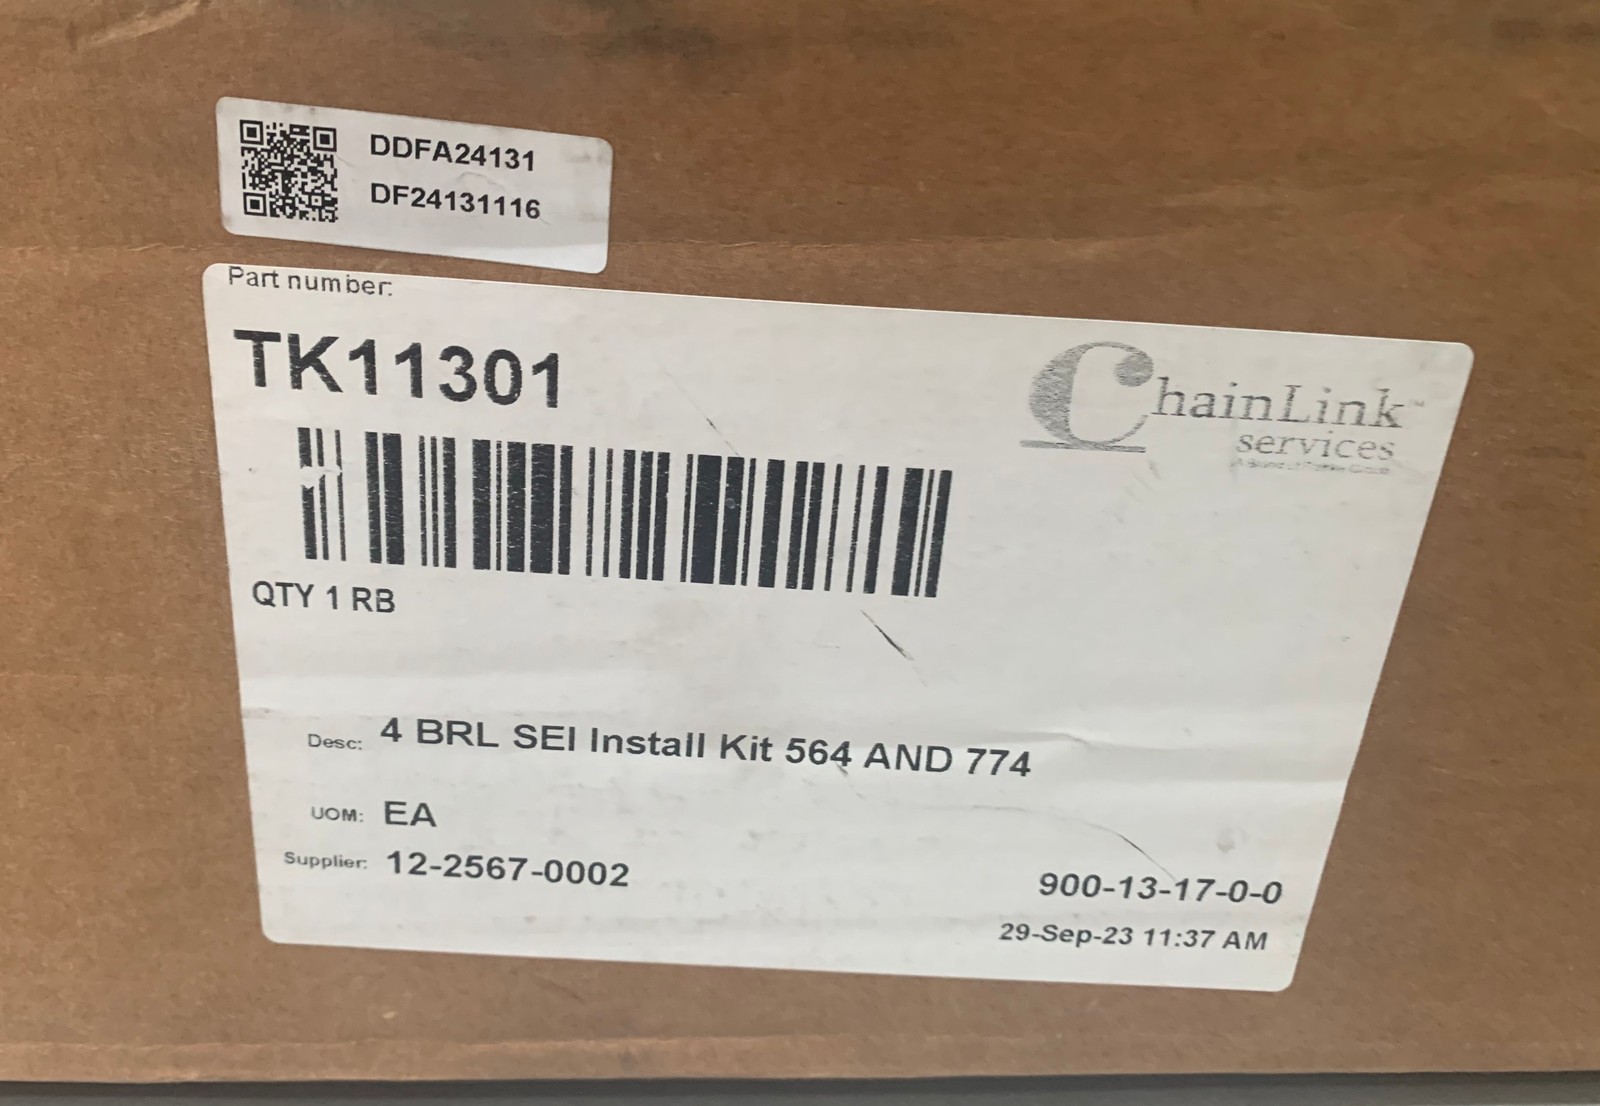 DDFA24131
DF24131116
Part number:
TK11301
ChainLink™
services
QTY 1 RB
Desc: 4 BRL SEI Install Kit 564 AND 774
UOM: EA
Supplier: 12-2567-0002
900-13-17-0-0
29-Sep-23 11:37 AM